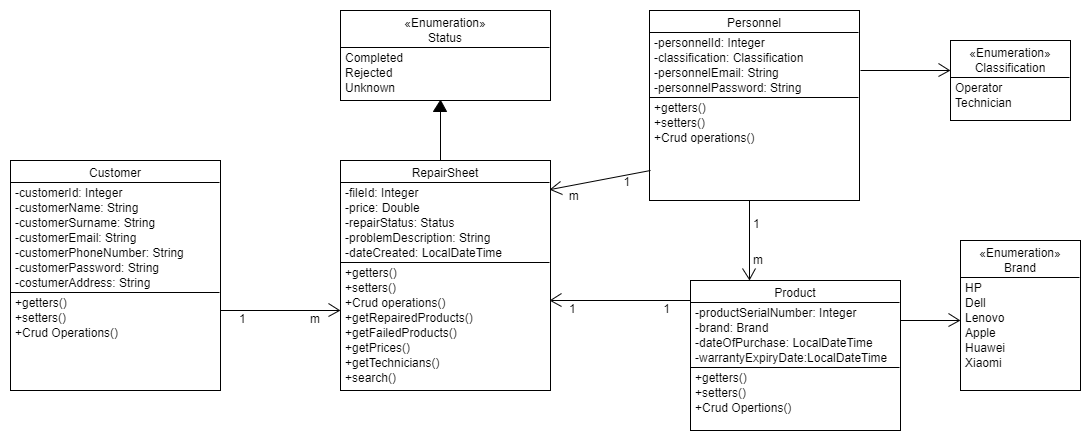 «Enumeration»
Status
Completed
Rejected
Unknown
Personnel
-personnelId: Integer
-classification: Classification
-personnelEmail: String
-personnelPassword: String
+getters()
+setters()
+Crud operations()
«Enumeration»
Classification
Operator
Technician
Customer
-customerId: Integer
-customerName: String
-customerSurname: String
-customerEmail: String
-customerPhoneNumber: String
-customerPassword: String
-costumerAddress: String
+getters()
+setters()
+Crud Operations()
1
m
RepairSheet
-fileId: Integer
-price: Double
-repairStatus: Status
-problemDescription: String
-dateCreated: LocalDateTime
+getters()
+setters()
+Crud operations()
+getRepairedProducts()
+getFailedProducts()
+getPrices()
+getTechnicians()
+search()
m
1
1
m
1
1
Product
-productSerialNumber: Integer
-brand: Brand
-dateOfPurchase: LocalDateTime
-warrantyExpiryDate:LocalDateTime
+getters()
+setters()
+Crud Opertions()
«Enumeration»
Brand
HP
Dell
Lenovo
Apple
Huawei
Xiaomi